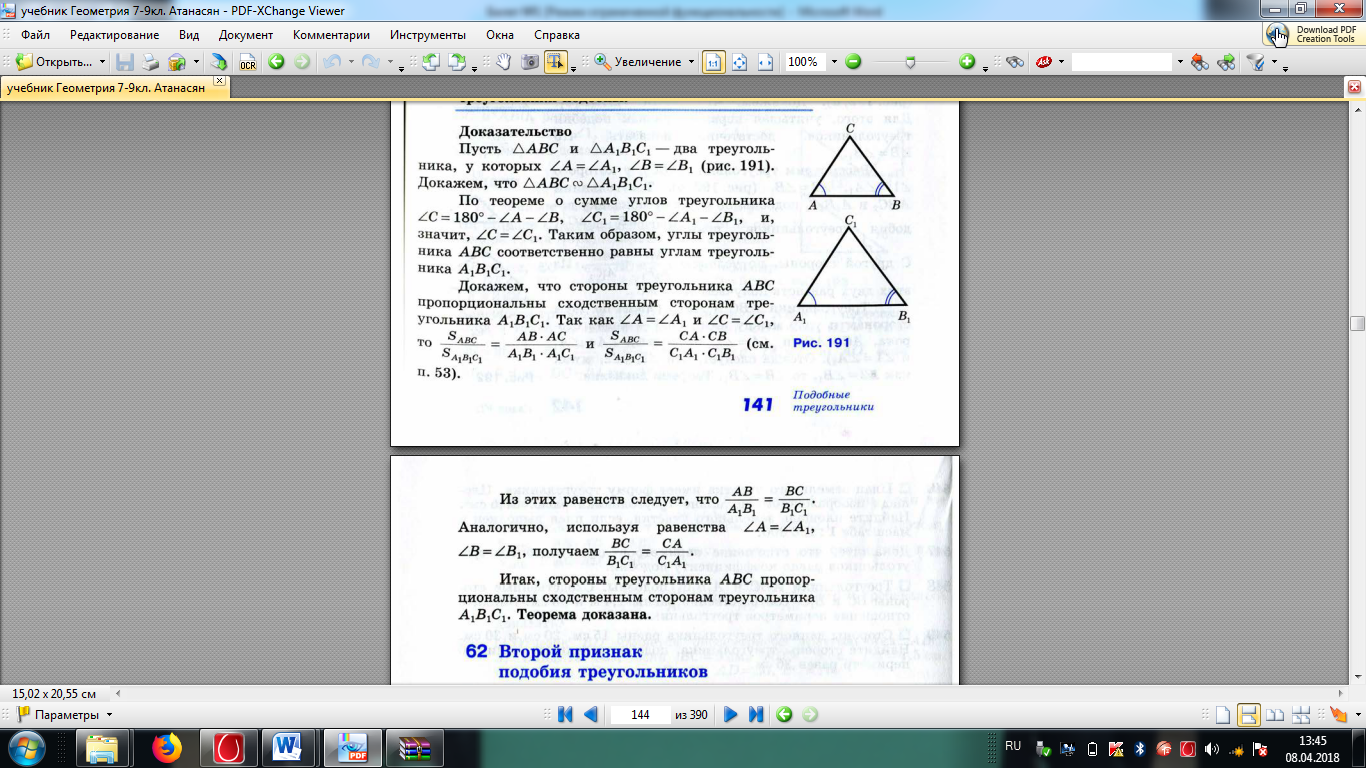 учебник Геометрия 7-9кл. Атанасян - PDF-XChange Viewer
Файл Редактирование Вид Документ Комментарии Инструменты Окна Справка
Download PDF
Creation Tools
Открыть... OCR Увеличение 1:1 100% Ask
учебник Геометрия 7-9кл. Атанасян
Доказательство
Пусть △ABC и △A₁B₁C₁ — два треуголь-
ника, у которых ∠A = ∠A₁, ∠B = ∠B₁ (рис. 191).
Докажем, что △ABC ∾ △A₁B₁C₁.
По теореме о сумме углов треугольника
∠C = 180° − ∠A − ∠B, ∠C₁ = 180° − ∠A₁ − ∠B₁, и,
значит, ∠C = ∠C₁. Таким образом, углы треуголь-
ника ABC соответственно равны углам треуголь-
ника A₁B₁C₁.
Докажем, что стороны треугольника ABC
пропорциональны сходственным сторонам тре-
угольника A₁B₁C₁. Так как ∠A = ∠A₁ и ∠C = ∠C₁,
то S_ABC / S_A₁B₁C₁ = AB · AC / A₁B₁ · A₁C₁ и S_ABC / S_A₁B₁C₁ = CA · CB / C₁A₁ · C₁B₁ (см.
п. 53).
C
A B
C₁
A₁ B₁
Рис. 191
141
Подобные
треугольники
Из этих равенств следует, что AB / A₁B₁ = BC / B₁C₁.
Аналогично, используя равенства ∠A = ∠A₁,
∠B = ∠B₁, получаем BC / B₁C₁ = CA / C₁A₁.
Итак, стороны треугольника ABC пропор-
циональны сходственным сторонам треугольника
A₁B₁C₁. Теорема доказана.
62 Второй признак
подобия треугольников
15,02 x 20,55 см
Параметры 144 из 390
RU
13:45
08.04.2018